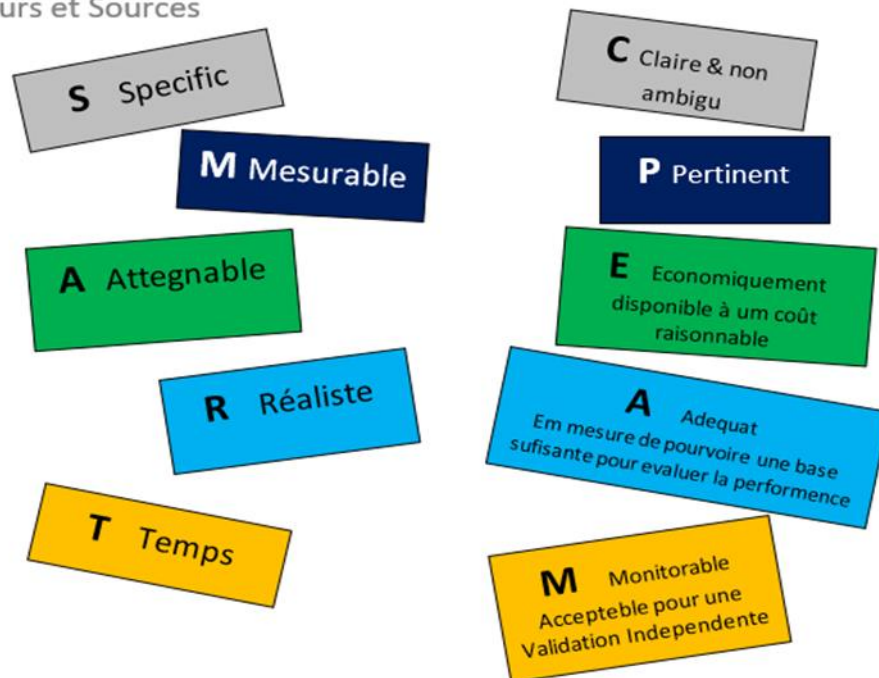 urs et Sources
S Specific
M Mesurable
A Attegnable
R Réaliste
T Temps
C Claire & non
ambigu
P Pertinent
E Economiquement
disponible à um coût
raisonnable
A Adequat
Em mesure de pourvoire une base
sufisante pour evaluer la performence
M Monitorable
Accepteble pour une
Validation Independente